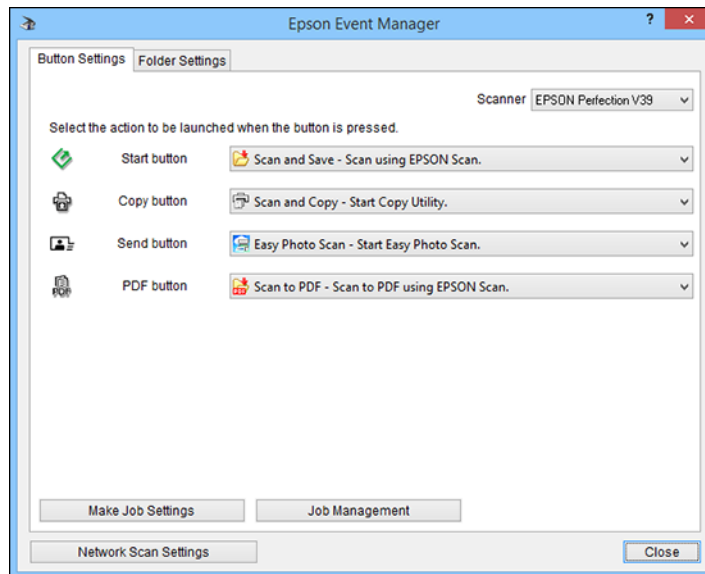 Epson Event Manager
?
Button Settings Folder Settings
Scanner EPSON Perfection V39
Select the action to be launched when the button is pressed.
Start button Scan and Save - Scan using EPSON Scan.
Copy button Scan and Copy - Start Copy Utility.
Send button Easy Photo Scan - Start Easy Photo Scan.
PDF PDF button PDF Scan to PDF - Scan to PDF using EPSON Scan.
Make Job Settings Job Management
Network Scan Settings Close